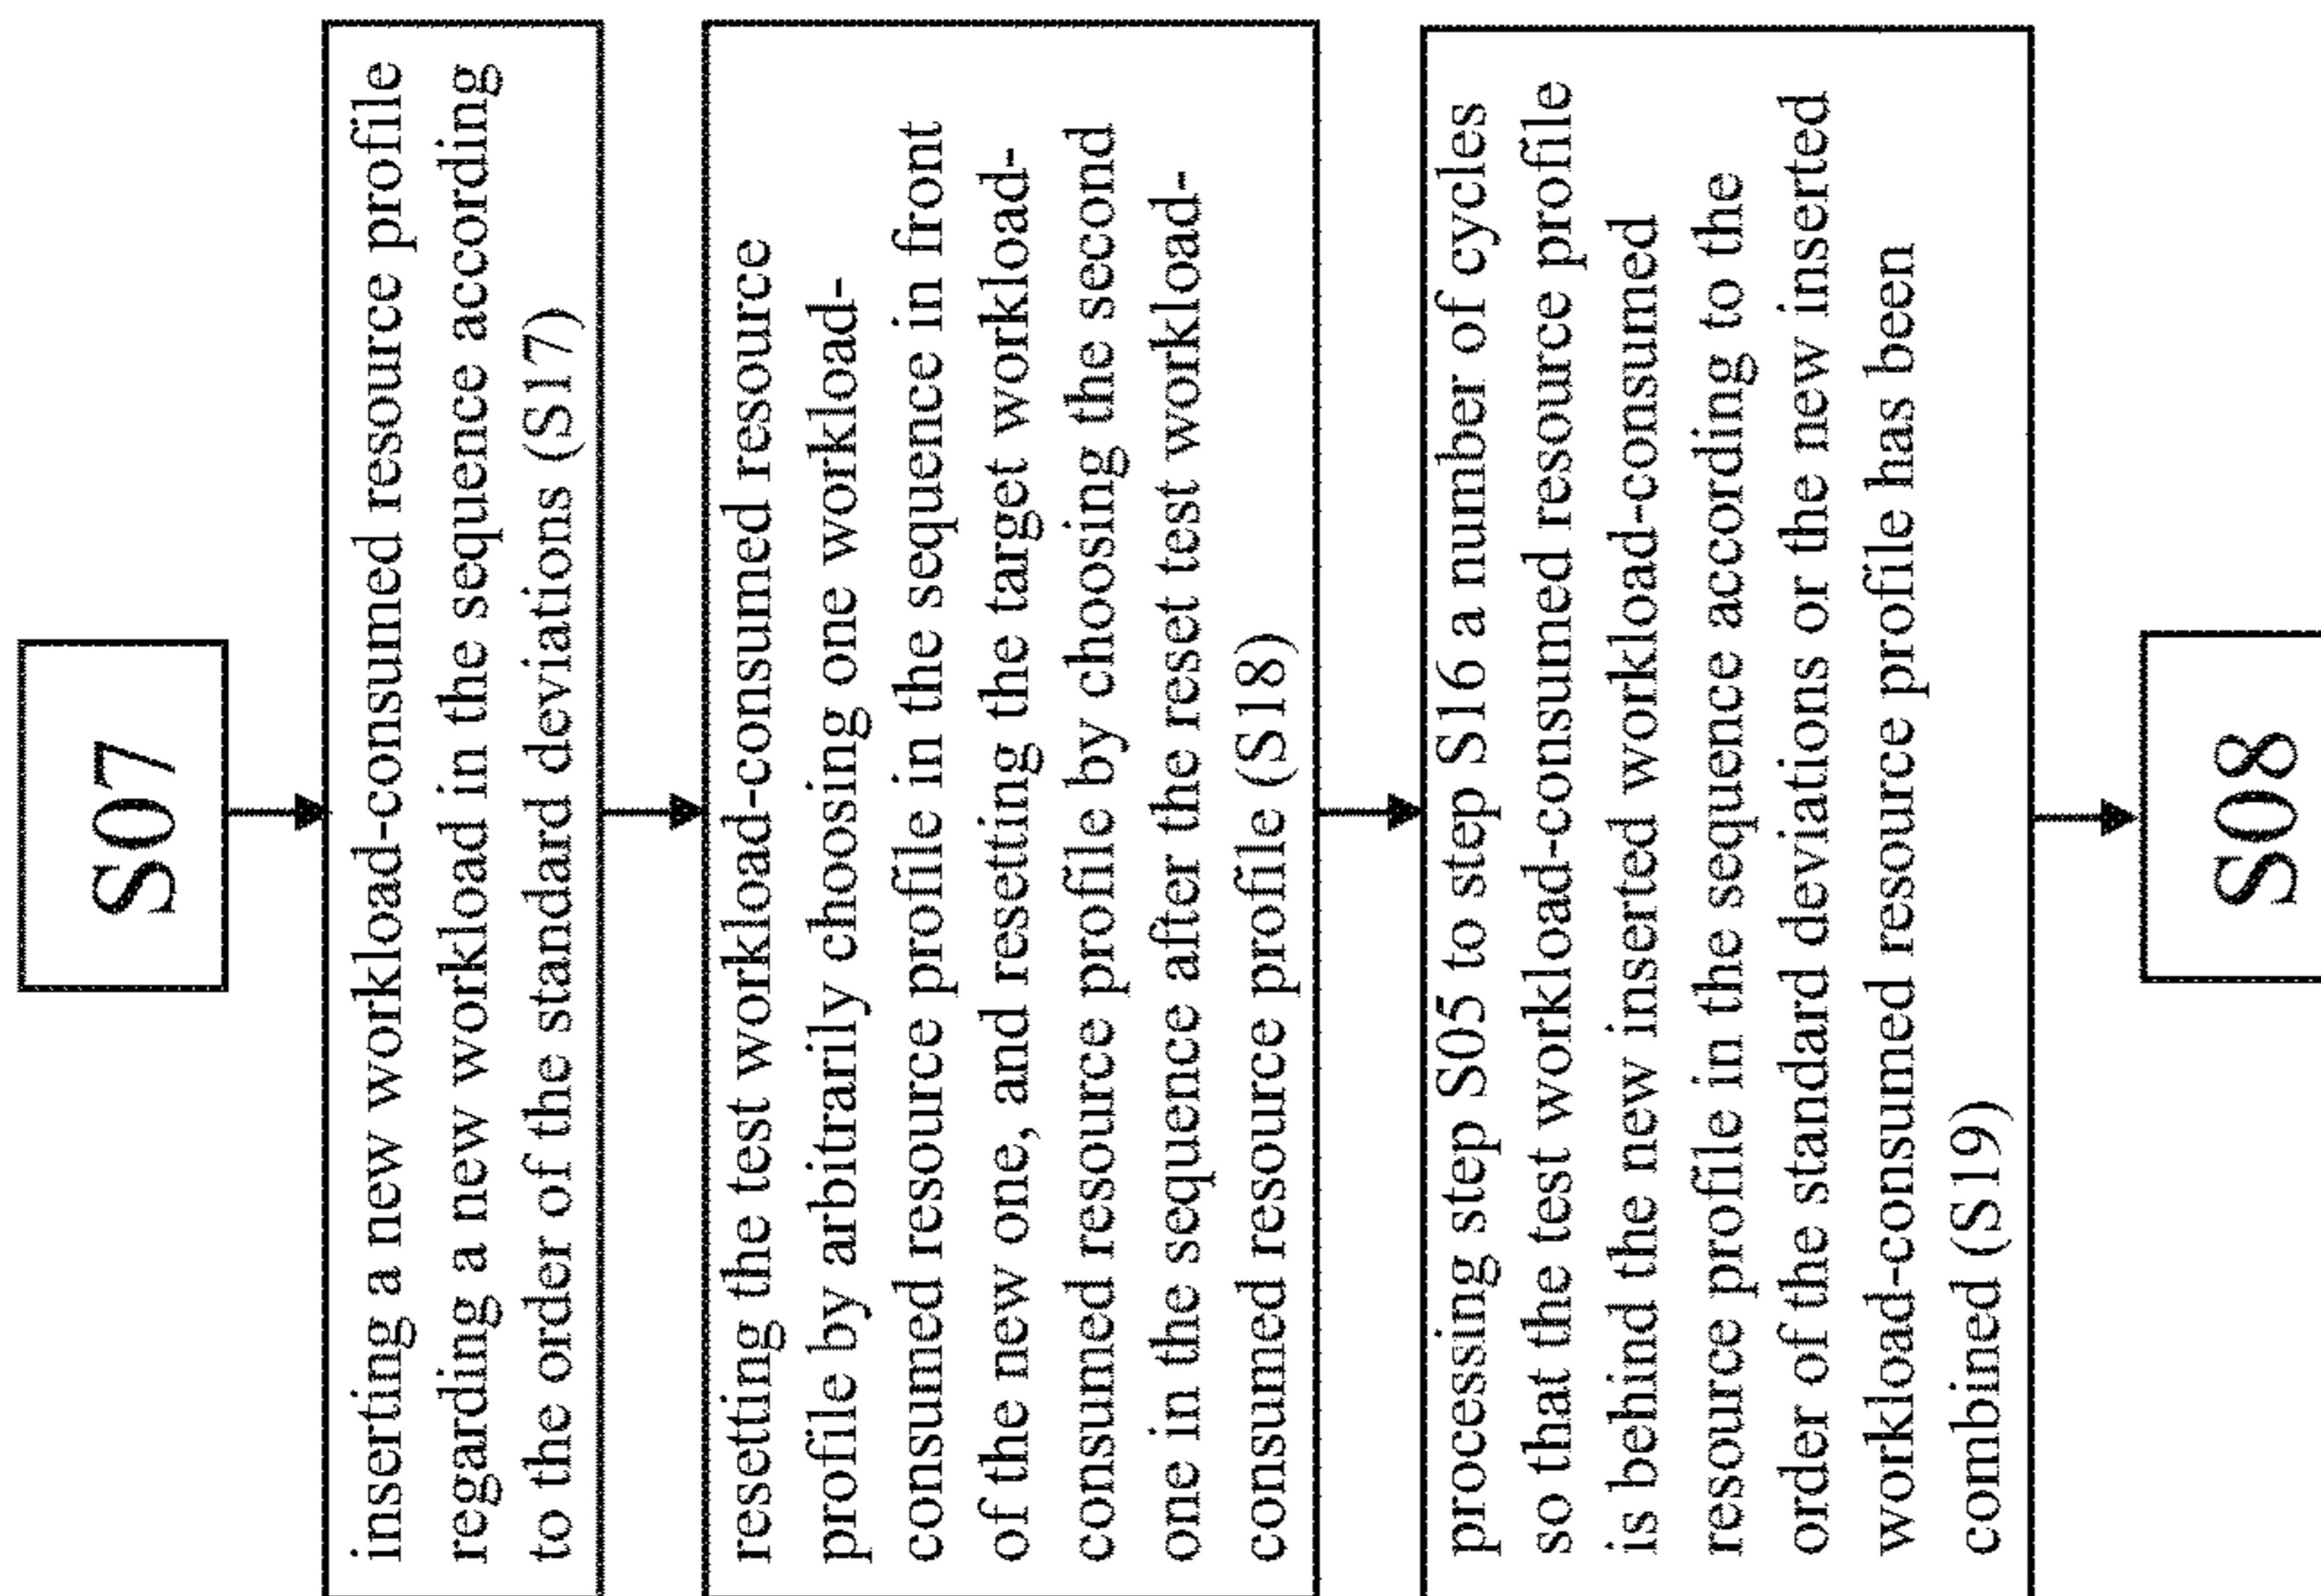 S07
inserting a new workload-consumed resource profile
regarding a new workload in the sequence according
to the order of the standard deviations (S17)
resetting the test workload-consumed resource
profile by arbitrarily choosing one workload-
consumed resource profile in the sequence in front
of the new one, and resetting the target workload-
consumed resource profile by choosing the second
one in the sequence after the reset test workload-
consumed resource profile (S18)
processing step S05 to step S16 a number of cycles
so that the test workload-consumed resource profile
is behind the new inserted workload-consumed
resource profile in the sequence according to the
order of the standard deviations or the new inserted
workload-consumed resource profile has been
combined (S19)
S08